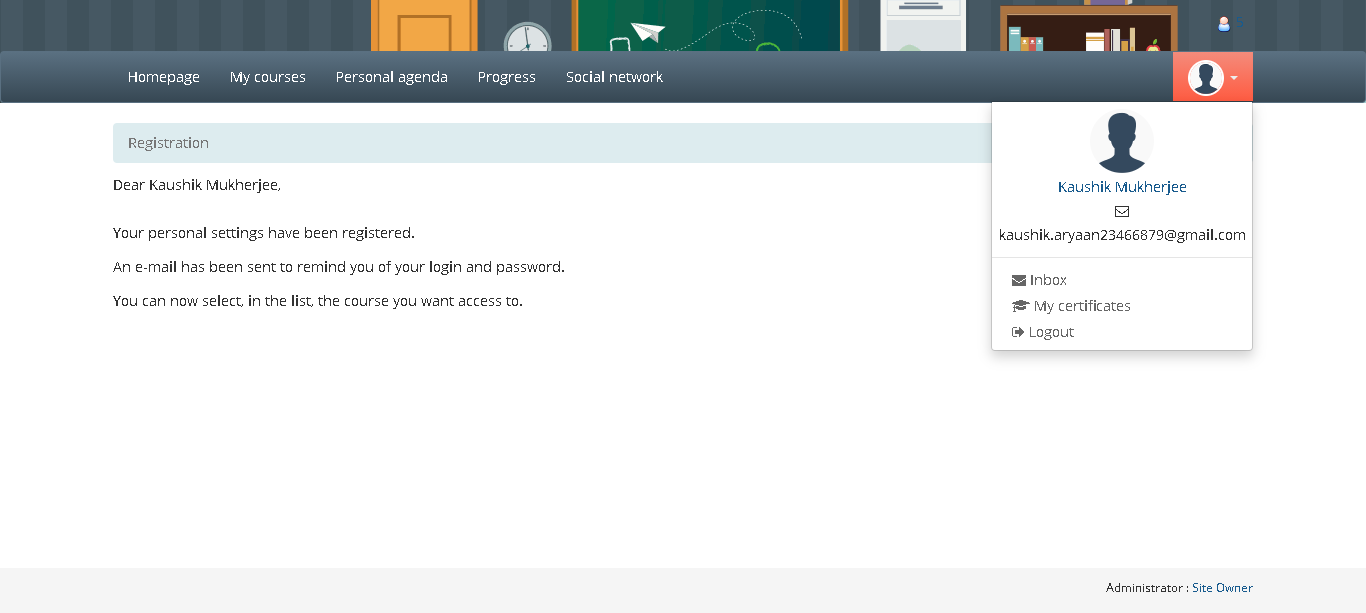 Homepage
My courses
Personal agenda
Progress
Social network
Registration
Dear Kaushik Mukherjee,
Your personal settings have been registered.
An e-mail has been sent to remind you of your login and password.
You can now select, in the list, the course you want access to.
Kaushik Mukherjee
kaushik.aryaan23466879@gmail.com
Inbox
My certificates
Logout
Administrator : Site Owner